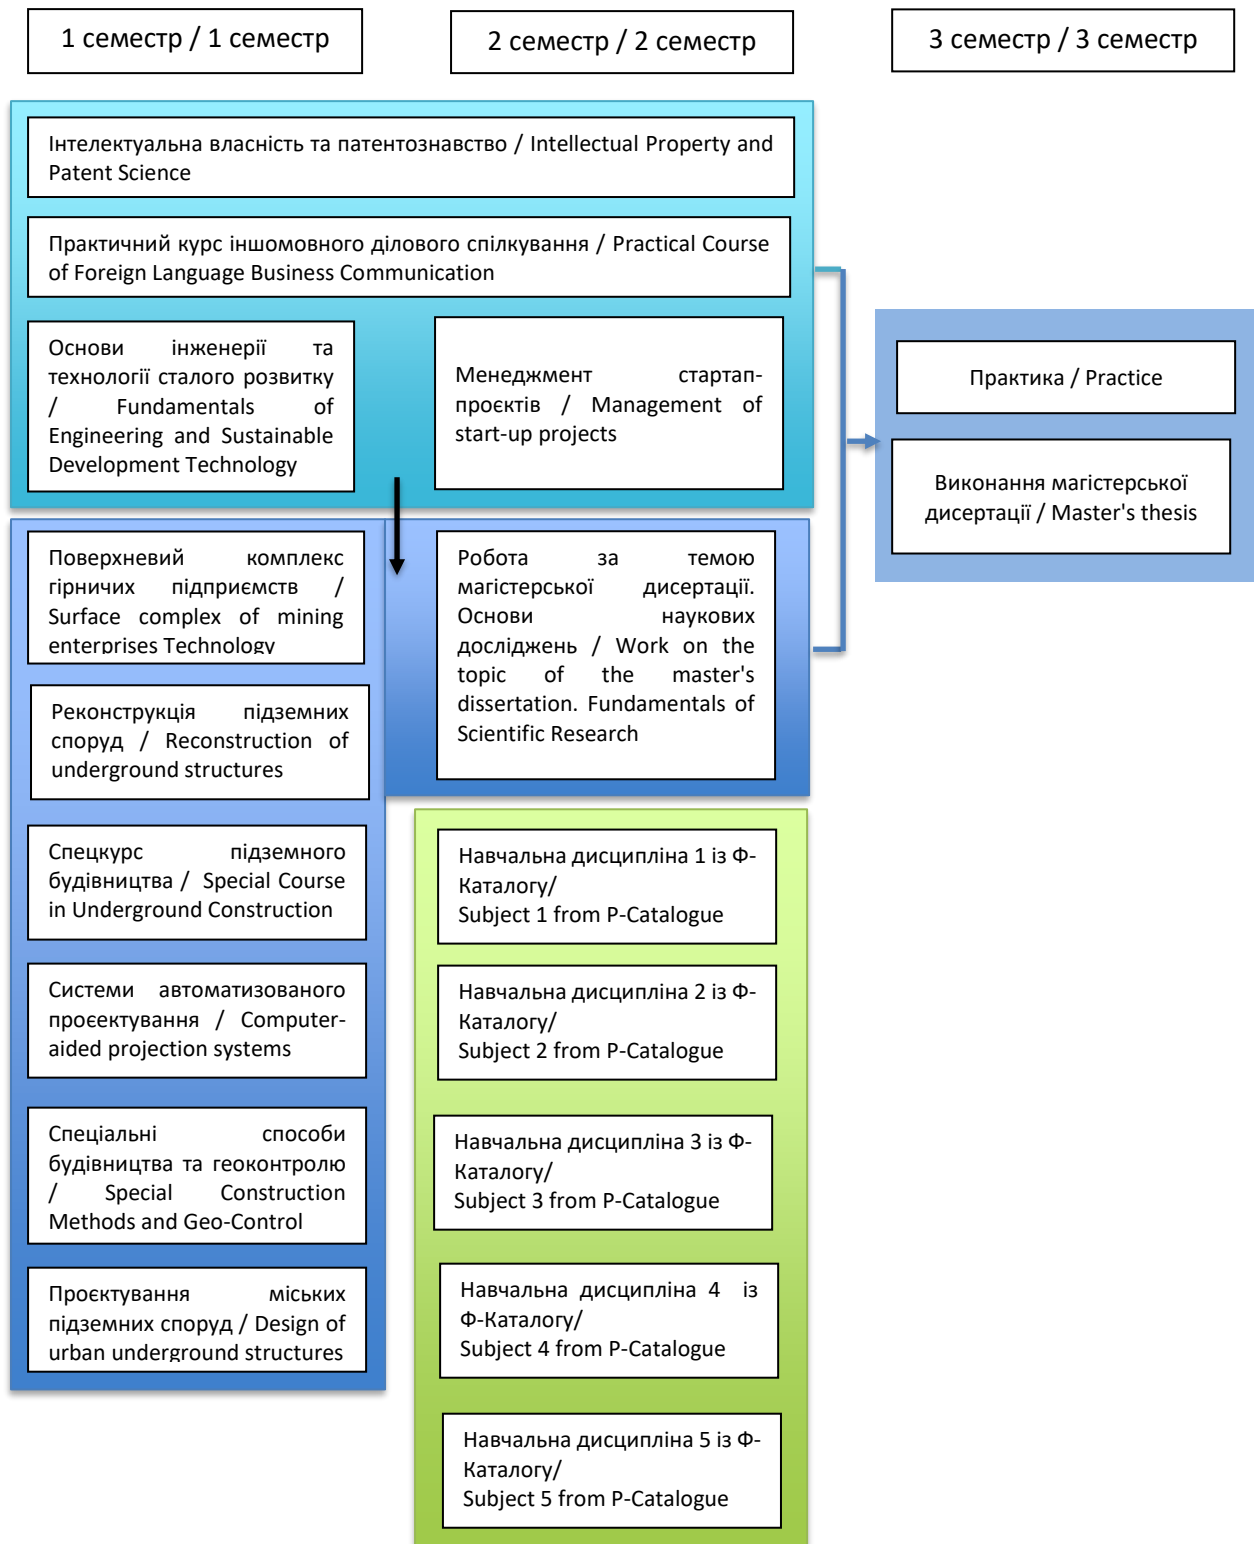 1 семестр / 1 семестр
2 семестр / 2 семестр
3 семестр / 3 семестр
Інтелектуальна власність та патентознавство / Intellectual Property and
Patent Science
Практичний курс іншомовного ділового спілкування / Practical Course
of Foreign Language Business Communication
Основи інженерії та
технології сталого розвитку
/ Fundamentals of
Engineering and Sustainable
Development Technology
Менеджмент стартап-
проєктів / Management of
start-up projects
Практика / Practice
Виконання магістерської
дисертації / Master's thesis
Поверхневий комплекс
гірничих підприємств /
Surface complex of mining
enterprises Technology
Робота за темою
магістерської дисертації.
Основи наукових
досліджень / Work on the
topic of the master's
dissertation. Fundamentals of
Scientific Research
Реконструкція підземних
споруд / Reconstruction of
underground structures
Спецкурс підземного
будівництва / Special Course
in Underground Construction
Системи автоматизованого
проєектування / Computer-
aided projection systems
Спеціальні способи
будівництва та геоконтролю
/ Special Construction
Methods and Geo-Control
Проєктування міських
підземних споруд / Design of
urban underground structures
Навчальна дисципліна 1 із Ф-
Каталогу/
Subject 1 from P-Catalogue
Навчальна дисципліна 2 із Ф-
Каталогу/
Subject 2 from P-Catalogue
Навчальна дисципліна 3 із Ф-
Каталогу/
Subject 3 from P-Catalogue
Навчальна дисципліна 4 із
Ф-Каталогу/
Subject 4 from P-Catalogue
Навчальна дисципліна 5 із Ф-
Каталогу/
Subject 5 from P-Catalogue